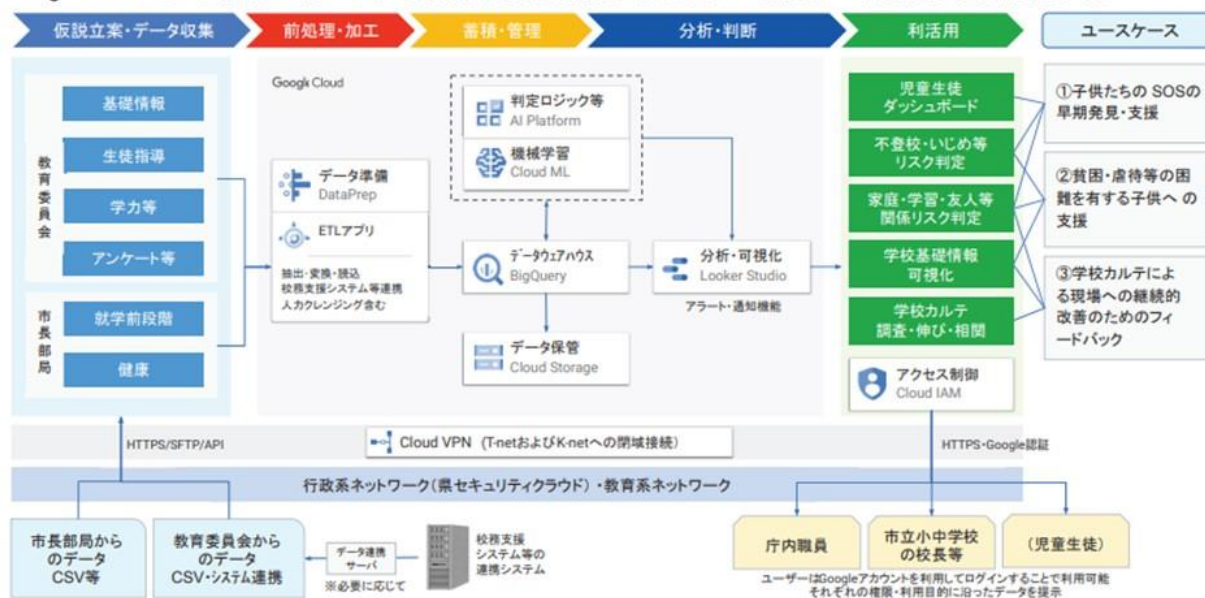 仮説立案・データ収集
前処理・加工
蓄積・管理
分析・判断
利活用
ユースケース
教育委員会
基礎情報
生徒指導
学力等
アンケート等
市長部局
就学前段階
健康
Google Cloud
データ準備
DataPrep
ETLアプリ
抽出・変換・読込
校務支援システム等連携
人力クレンジング含む
判定ロジック等
AI Platform
機械学習
Cloud ML
データウェアハウス
BigQuery
データ保管
Cloud Storage
分析・可視化
Looker Studio
アラート・通知機能
児童生徒
ダッシュボード
不登校・いじめ等
リスク判定
家庭・学習・友人等
関係リスク判定
学校基礎情報
可視化
学校カルテ
調査・伸び・相関
アクセス制御
Cloud IAM
①子供たちの SOSの
早期発見・支援
②貧困・虐待等の困
難を有する子供へ の
支援
③学校カルテによ
る現場への継続的
改善のためのフィ
ードバック
HTTPS/SFTP/API
Cloud VPN (T-netおよびK-netへの閉域接続)
HTTPS・Google認証
行政系ネットワーク(県セキュリティクラウド)・教育系ネットワーク
市長部局から
のデータ
CSV等
教育委員会から
のデータ
CSV・システム連携
データ連携
サーバ
※必要に応じて
校務支援
システム等の
連携システム
庁内職員
市立小中学校
の校長等
(児童生徒)
ユーザーはGoogleアカウントを利用してログインすることで利用可能
それぞれの権限・利用目的に沿ったデータを提示